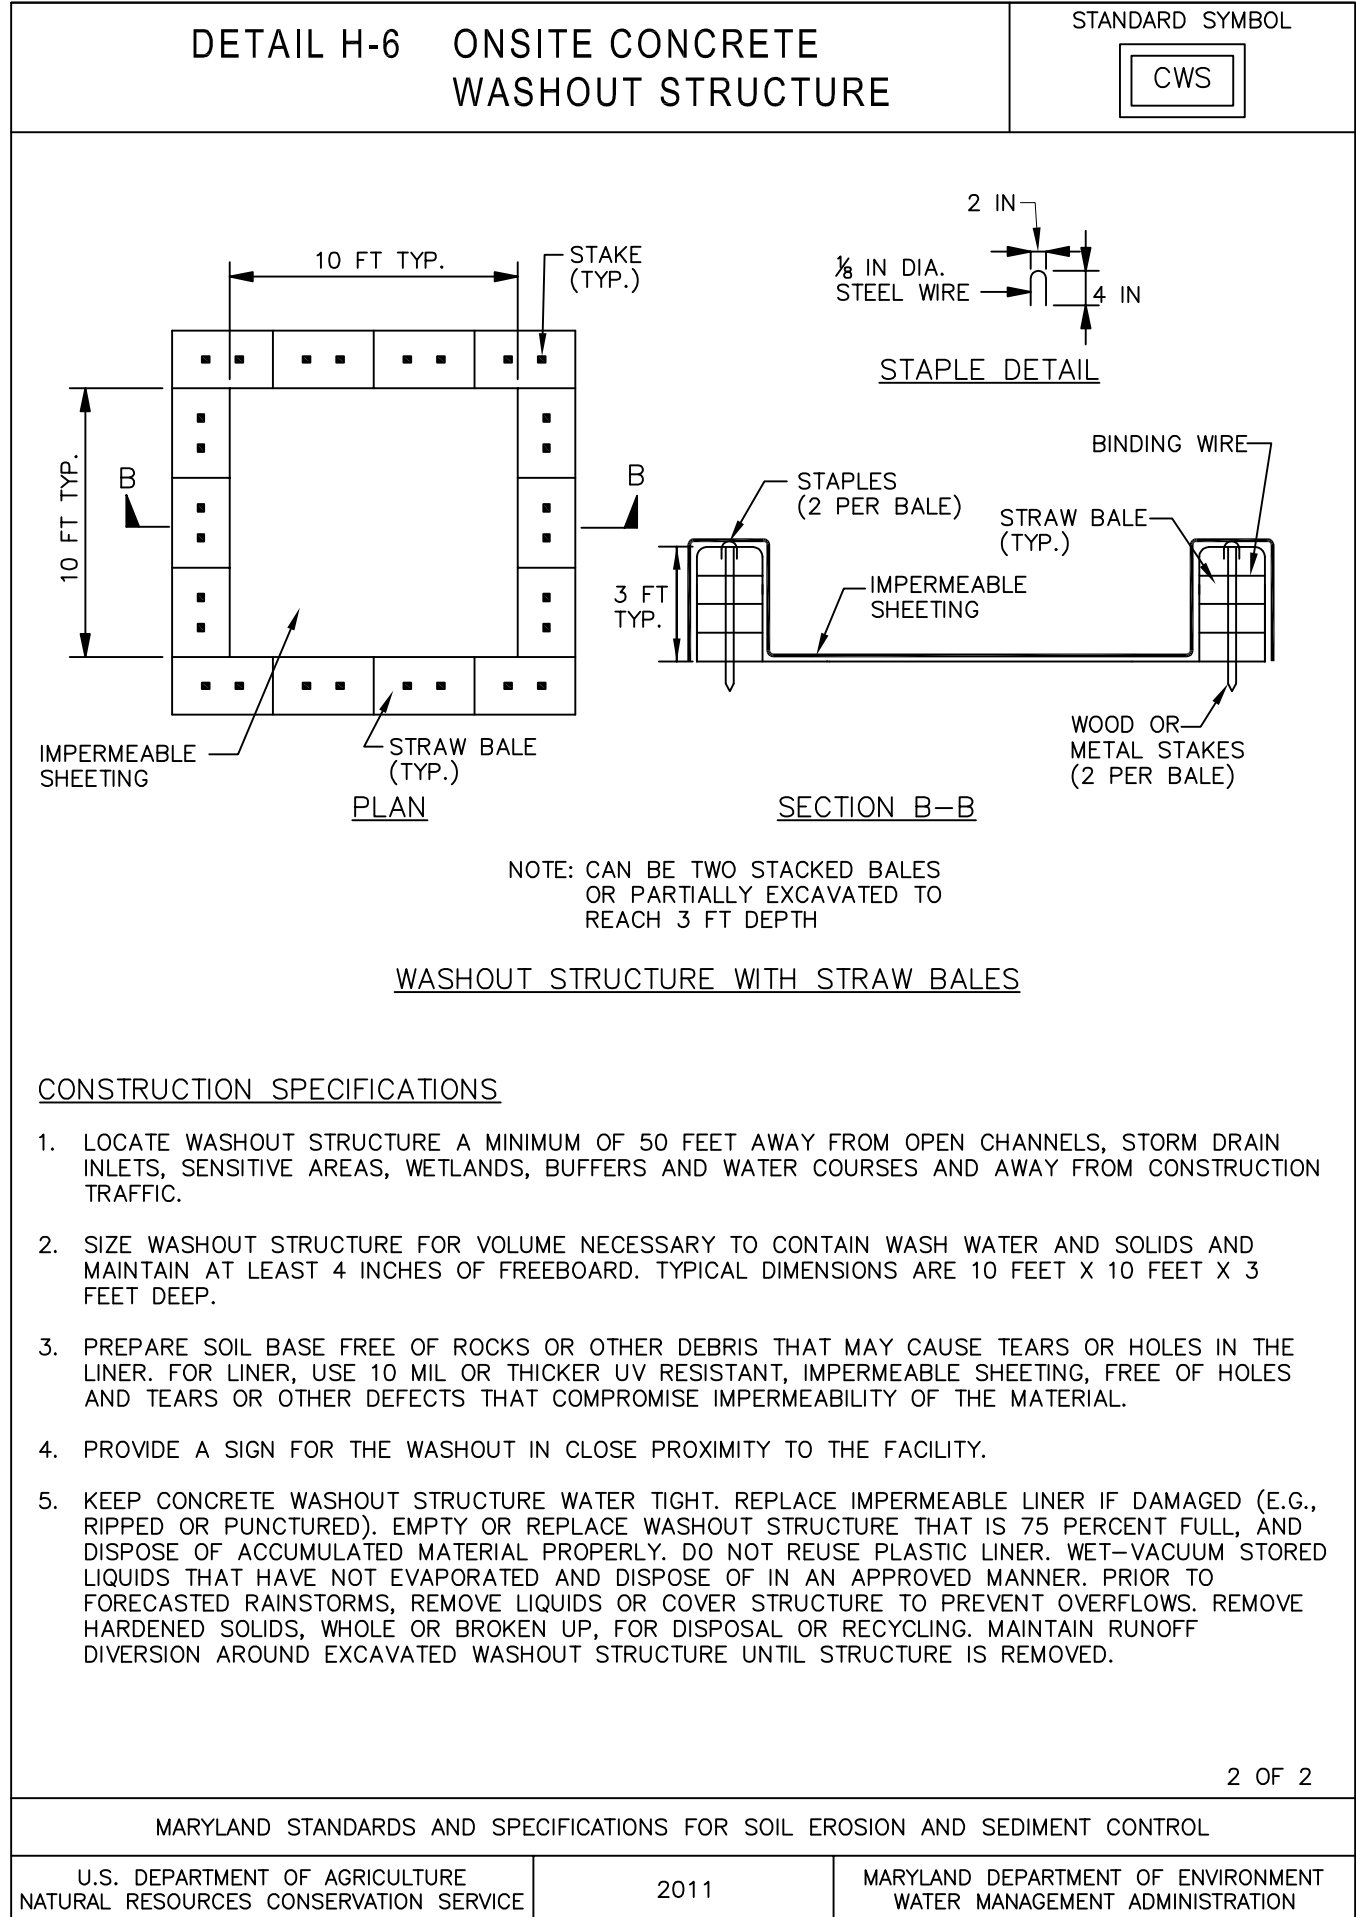 DETAIL H-6 ONSITE CONCRETE
WASHOUT STRUCTURE
STANDARD SYMBOL
CWS
2 IN
⅛ IN DIA.
STEEL WIRE
4 IN
STAPLE DETAIL
10 FT TYP.
STAKE
(TYP.)
10 FT TYP.
B
B
IMPERMEABLE
SHEETING
STRAW BALE
(TYP.)
PLAN
BINDING WIRE
STAPLES
(2 PER BALE)
STRAW BALE
(TYP.)
3 FT
TYP.
IMPERMEABLE
SHEETING
WOOD OR
METAL STAKES
(2 PER BALE)
SECTION B-B
NOTE: CAN BE TWO STACKED BALES
OR PARTIALLY EXCAVATED TO
REACH 3 FT DEPTH
WASHOUT STRUCTURE WITH STRAW BALES
CONSTRUCTION SPECIFICATIONS
1. LOCATE WASHOUT STRUCTURE A MINIMUM OF 50 FEET AWAY FROM OPEN CHANNELS, STORM DRAIN
INLETS, SENSITIVE AREAS, WETLANDS, BUFFERS AND WATER COURSES AND AWAY FROM CONSTRUCTION
TRAFFIC.
2. SIZE WASHOUT STRUCTURE FOR VOLUME NECESSARY TO CONTAIN WASH WATER AND SOLIDS AND
MAINTAIN AT LEAST 4 INCHES OF FREEBOARD. TYPICAL DIMENSIONS ARE 10 FEET X 10 FEET X 3
FEET DEEP.
3. PREPARE SOIL BASE FREE OF ROCKS OR OTHER DEBRIS THAT MAY CAUSE TEARS OR HOLES IN THE
LINER. FOR LINER, USE 10 MIL OR THICKER UV RESISTANT, IMPERMEABLE SHEETING, FREE OF HOLES
AND TEARS OR OTHER DEFECTS THAT COMPROMISE IMPERMEABILITY OF THE MATERIAL.
4. PROVIDE A SIGN FOR THE WASHOUT IN CLOSE PROXIMITY TO THE FACILITY.
5. KEEP CONCRETE WASHOUT STRUCTURE WATER TIGHT. REPLACE IMPERMEABLE LINER IF DAMAGED (E.G.,
RIPPED OR PUNCTURED). EMPTY OR REPLACE WASHOUT STRUCTURE THAT IS 75 PERCENT FULL, AND
DISPOSE OF ACCUMULATED MATERIAL PROPERLY. DO NOT REUSE PLASTIC LINER. WET-VACUUM STORED
LIQUIDS THAT HAVE NOT EVAPORATED AND DISPOSE OF IN AN APPROVED MANNER. PRIOR TO
FORECASTED RAINSTORMS, REMOVE LIQUIDS OR COVER STRUCTURE TO PREVENT OVERFLOWS. REMOVE
HARDENED SOLIDS, WHOLE OR BROKEN UP, FOR DISPOSAL OR RECYCLING. MAINTAIN RUNOFF
DIVERSION AROUND EXCAVATED WASHOUT STRUCTURE UNTIL STRUCTURE IS REMOVED.
2 OF 2
MARYLAND STANDARDS AND SPECIFICATIONS FOR SOIL EROSION AND SEDIMENT CONTROL
U.S. DEPARTMENT OF AGRICULTURE
NATURAL RESOURCES CONSERVATION SERVICE
2011
MARYLAND DEPARTMENT OF ENVIRONMENT
WATER MANAGEMENT ADMINISTRATION